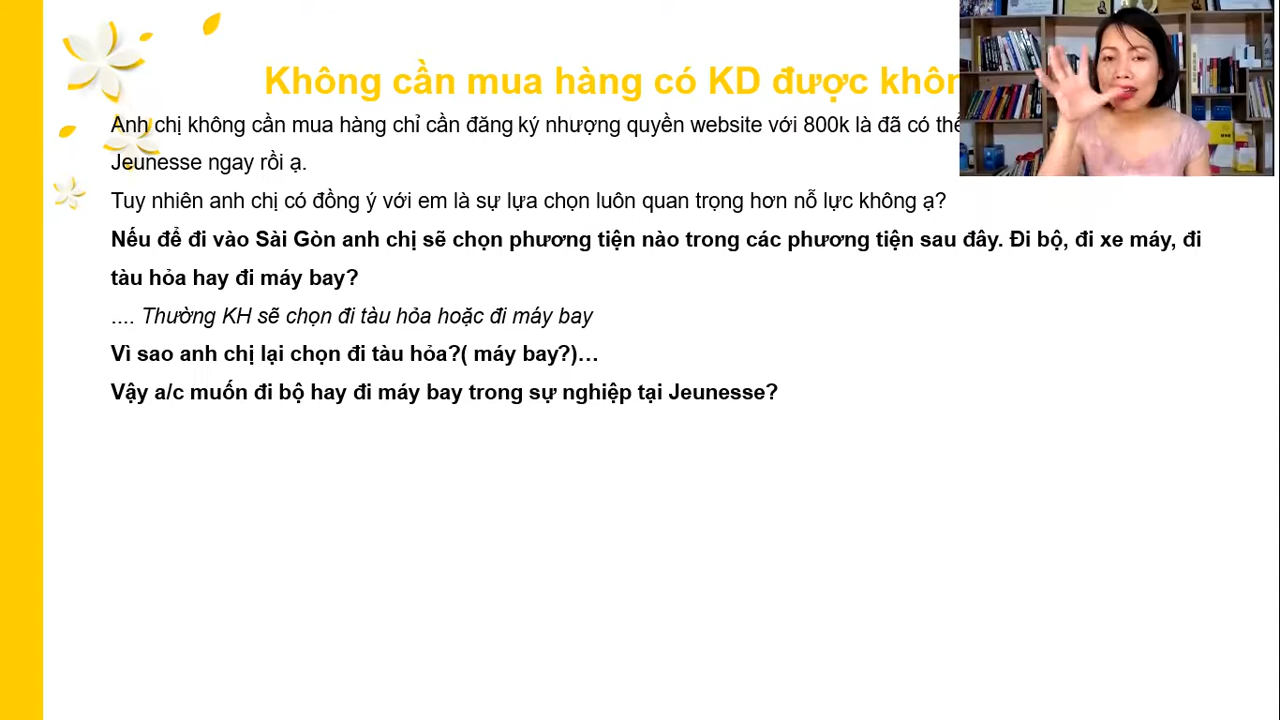 Không cần mua hàng có KD được
Anh chị không cần mua hàng chỉ cần đăng ký nhượng quyền website với 800k là đã có thể
Jeunesse ngay rồi ạ.
Tuy nhiên anh chị có đồng ý với em là sự lựa chọn luôn quan trọng hơn nỗ lực không ạ?
Nếu để đi vào Sài Gòn anh chị sẽ chọn phương tiện nào trong các phương tiện sau đây. Đi bộ, đi xe máy, đi
tàu hỏa hay đi máy bay?
.... Thường KH sẽ chọn đi tàu hỏa hoặc đi máy bay
Vì sao anh chị lại chọn đi tàu hỏa?( máy bay?)…
Vậy a/c muốn đi bộ hay đi máy bay trong sự nghiệp tại Jeunesse?